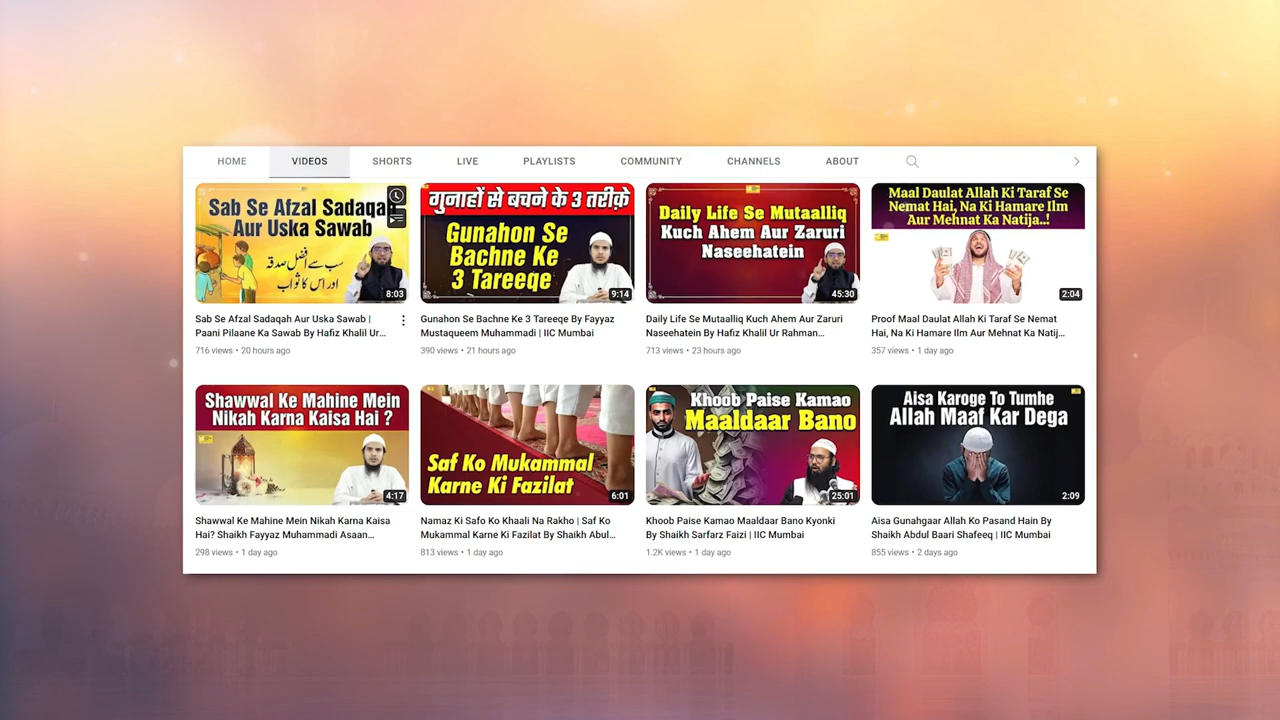 HOME VIDEOS SHORTS LIVE PLAYLISTS COMMUNITY CHANNELS ABOUT
Sab Se Afzal Sadaqah
Aur Uska Sawab
سب سے افضل صدقہ
اور اس کا ثواب
8:03
Sab Se Afzal Sadaqah Aur Uska Sawab |
Paani Pilaane Ka Sawab By Hafiz Khalil Ur...
716 views • 20 hours ago
गुनाहों से बचने के 3 तरीक़े
Gunahon Se
Bachne Ke
3 Tareeqe
9:14
Gunahon Se Bachne Ke 3 Tareeqe By Fayyaz
Mustaqueem Muhammadi | IIC Mumbai
390 views • 21 hours ago
Daily Life Se Mutaalliq
Kuch Ahem Aur Zaruri
Naseehatein
45:30
Daily Life Se Mutaalliq Kuch Ahem Aur Zaruri
Naseehatein By Hafiz Khalil Ur Rahman...
713 views • 23 hours ago
Maal Daulat Allah Ki Taraf Se
Nemat Hai, Na Ki Hamare Ilm
Aur Mehnat Ka Natija..!
2:04
Proof Maal Daulat Allah Ki Taraf Se Nemat
Hai, Na Ki Hamare Ilm Aur Mehnat Ka Natij...
357 views • 1 day ago
Shawwal Ke Mahine Mein
Nikah Karna Kaisa Hai ?
4:17
Shawwal Ke Mahine Mein Nikah Karna Kaisa
Hai? Shaikh Fayyaz Muhammadi Asaan...
298 views • 1 day ago
Saf Ko Mukammal
Karne Ki Fazilat
6:01
Namaz Ki Safo Ko Khaali Na Rakho | Saf Ko
Mukammal Karne Ki Fazilat By Shaikh Abul...
813 views • 1 day ago
Khoob Paise Kamao
Maaldaar Bano
25:01
Khoob Paise Kamao Maaldaar Bano Kyonki
By Shaikh Sarfarz Faizi | IIC Mumbai
1.2K views • 1 day ago
Aisa Karoge To Tumhe
Allah Maaf Kar Dega
2:09
Aisa Gunahgaar Allah Ko Pasand Hain By
Shaikh Abdul Baari Shafeeq | IIC Mumbai
855 views • 2 days ago